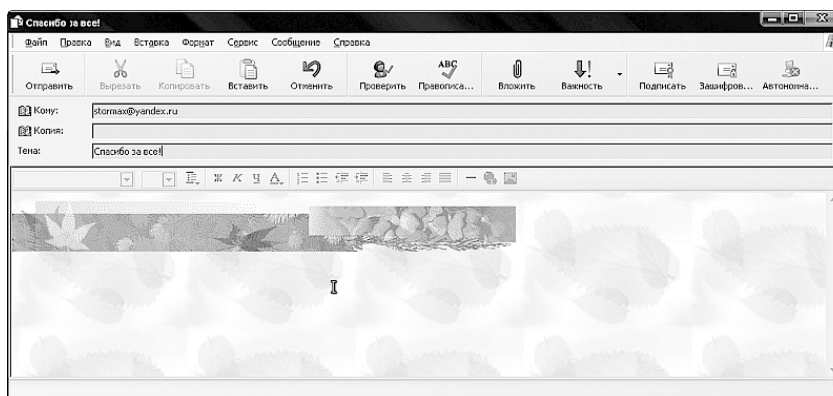 Спасибо за все!
Файл Правка Вид Вставка Формат Сервис Сообщение Справка
Отправить Вырезать Копировать Вставить Отменить Проверить Правописа... Вложить Важность Подписать Зашифров... Автономна...
Кому: stormax@yandex.ru
Копия:
Тема: Спасибо за все!
Ж К Ч A